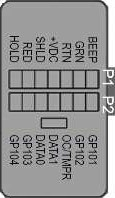 HOLD
RED
SHLD
+VDC
RTN
GRN
BEEP
P1
P2
GP104
GP103
DATA0
DATA1
OCTMPR
GP102
GP101